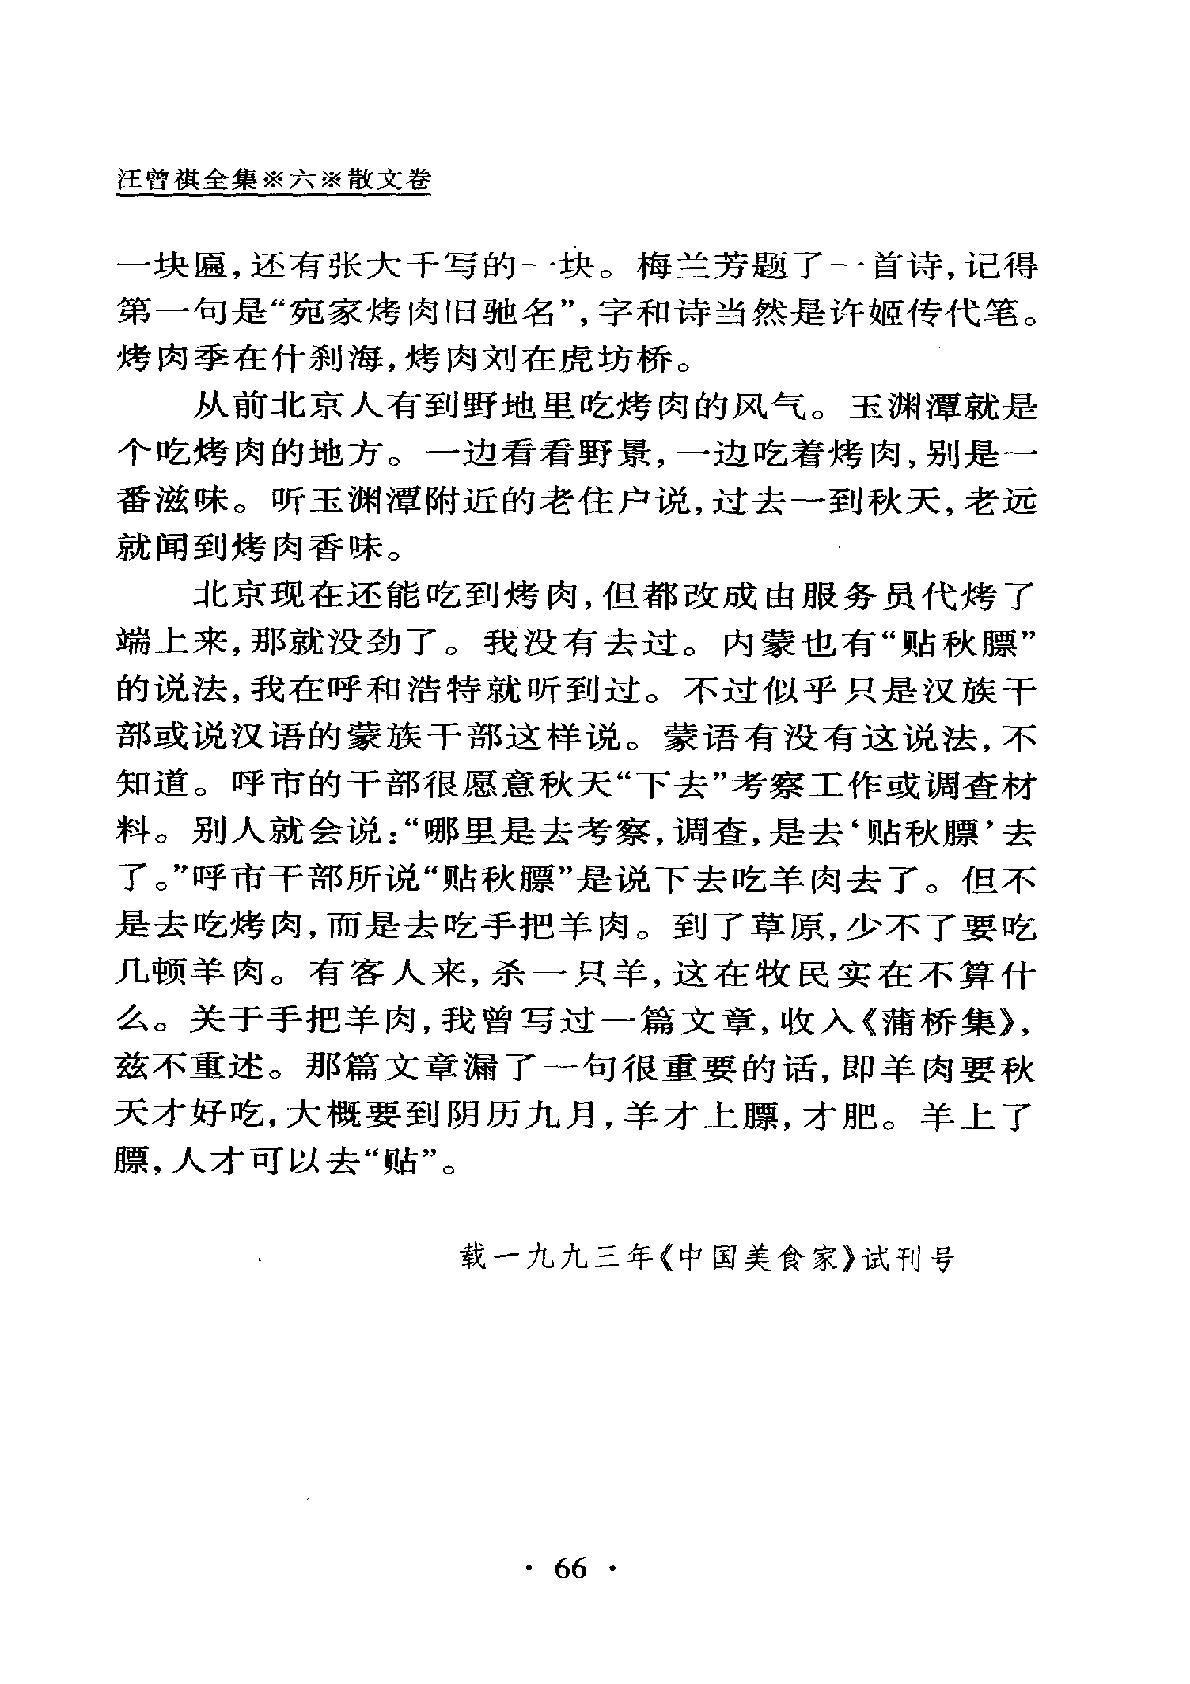 汪曾祺全集※六※散文卷
一块匾,还有张大千写的一块。梅兰芳题了一首诗,记得
第一句是“宛家烤肉旧驰名”,字和诗当然是许姬传代笔。
烤肉季在什刹海,烤肉刘在虎坊桥。
从前北京人有到野地里吃烤肉的风气。玉渊潭就是
个吃烤肉的地方。一边看看野景,一边吃着烤肉,别是一
番滋味。听玉渊潭附近的老住户说,过去一到秋天,老远
就闻到烤肉香味。
北京现在还能吃到烤肉,但都改成由服务员代烤了
端上来,那就没劲了。我没有去过。内蒙也有“贴秋膘”
的说法,我在呼和浩特就听到过。不过似乎只是汉族干
部或说汉语的蒙族干部这样说。蒙语有没有这说法,不
知道。呼市的干部很愿意秋天“下去”考察工作或调查材
料。别人就会说:“哪里是去考察,调查,是去‘贴秋膘’去
了。”呼市干部所说“贴秋膘”是说下去吃羊肉去了。但不
是去吃烤肉,而是去吃手把羊肉。到了草原,少不了要吃
几顿羊肉。有客人来,杀一只羊,这在牧民实在不算什
么。关于手把羊肉,我曾写过一篇文章,收入《蒲桥集》,
兹不重述。那篇文章漏了一句很重要的话,即羊肉要秋
天才好吃,大概要到阴历九月,羊才上膘,才肥。羊上了
膘,人才可以去“贴”。
载一九九三年《中国美食家》试刊号
·66·